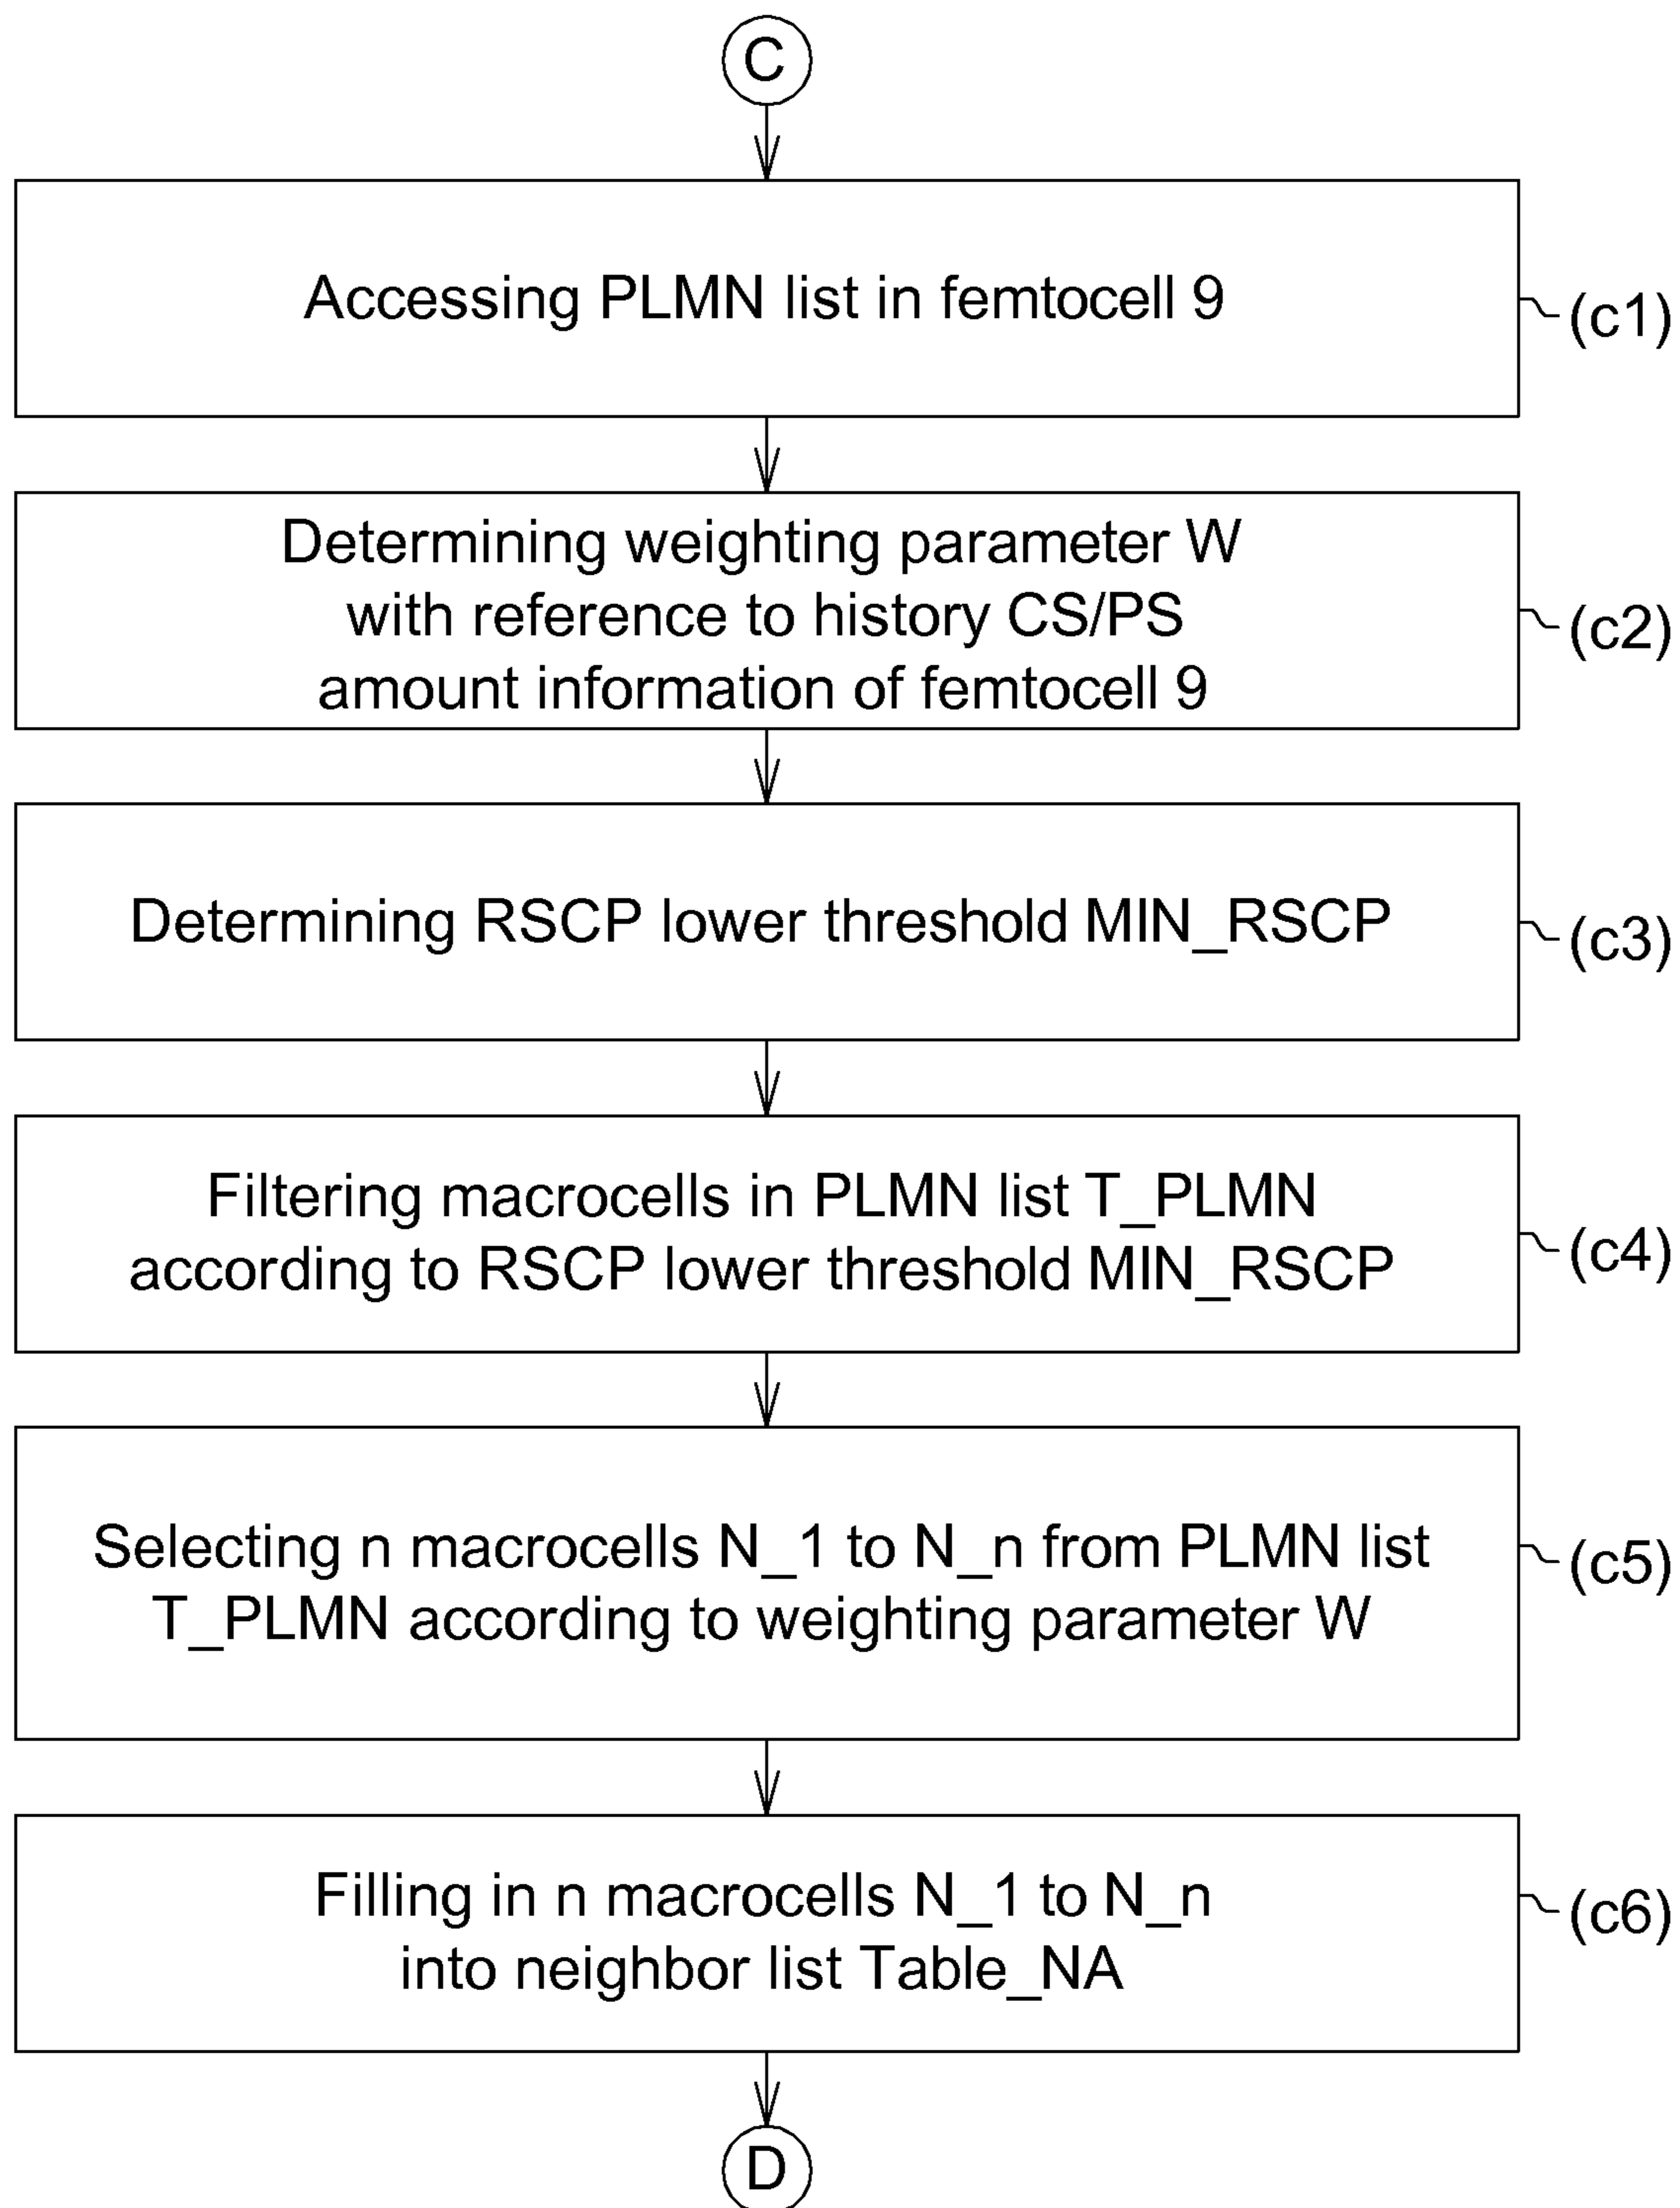 C
Accessing PLMN list in femtocell 9
(c1)
Determining weighting parameter W
with reference to history CS/PS
amount information of femtocell 9
(c2)
Determining RSCP lower threshold MIN_RSCP
(c3)
Filtering macrocells in PLMN list T_PLMN
according to RSCP lower threshold MIN_RSCP
(c4)
Selecting n macrocells N_1 to N_n from PLMN list
T_PLMN according to weighting parameter W
(c5)
Filling in n macrocells N_1 to N_n
into neighbor list Table_NA
(c6)
D